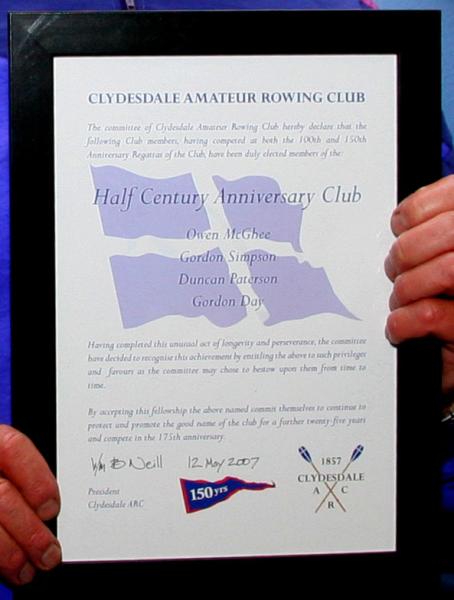 CLYDESDALE AMATEUR ROWING CLUB
The committee of Clydesdale Amateur Rowing Club hereby declare that the
following Club members, having competed at both the 100th and 150th
Anniversary Regattas of the Club, have been duly elected members of the:
Half Century Anniversary Club
Owen McGhee
Gordon Simpson
Duncan Paterson
Gordon Day
Having completed this unusual act of longevity and perseverance, the committee
have decided to recognise this achievement by entitling the above to such privileges
and favours as the committee may chose to bestow upon them from time to
time.
By accepting this fellowship the above named commit themselves to continue to
protect and promote the good name of the club for a further twenty-five years and
compete in the 175th anniversary.
Wm B O'Neill 12 May 2007
President
Clydesdale ARC
150 yrs
1857
CLYDESDALE
A C
R